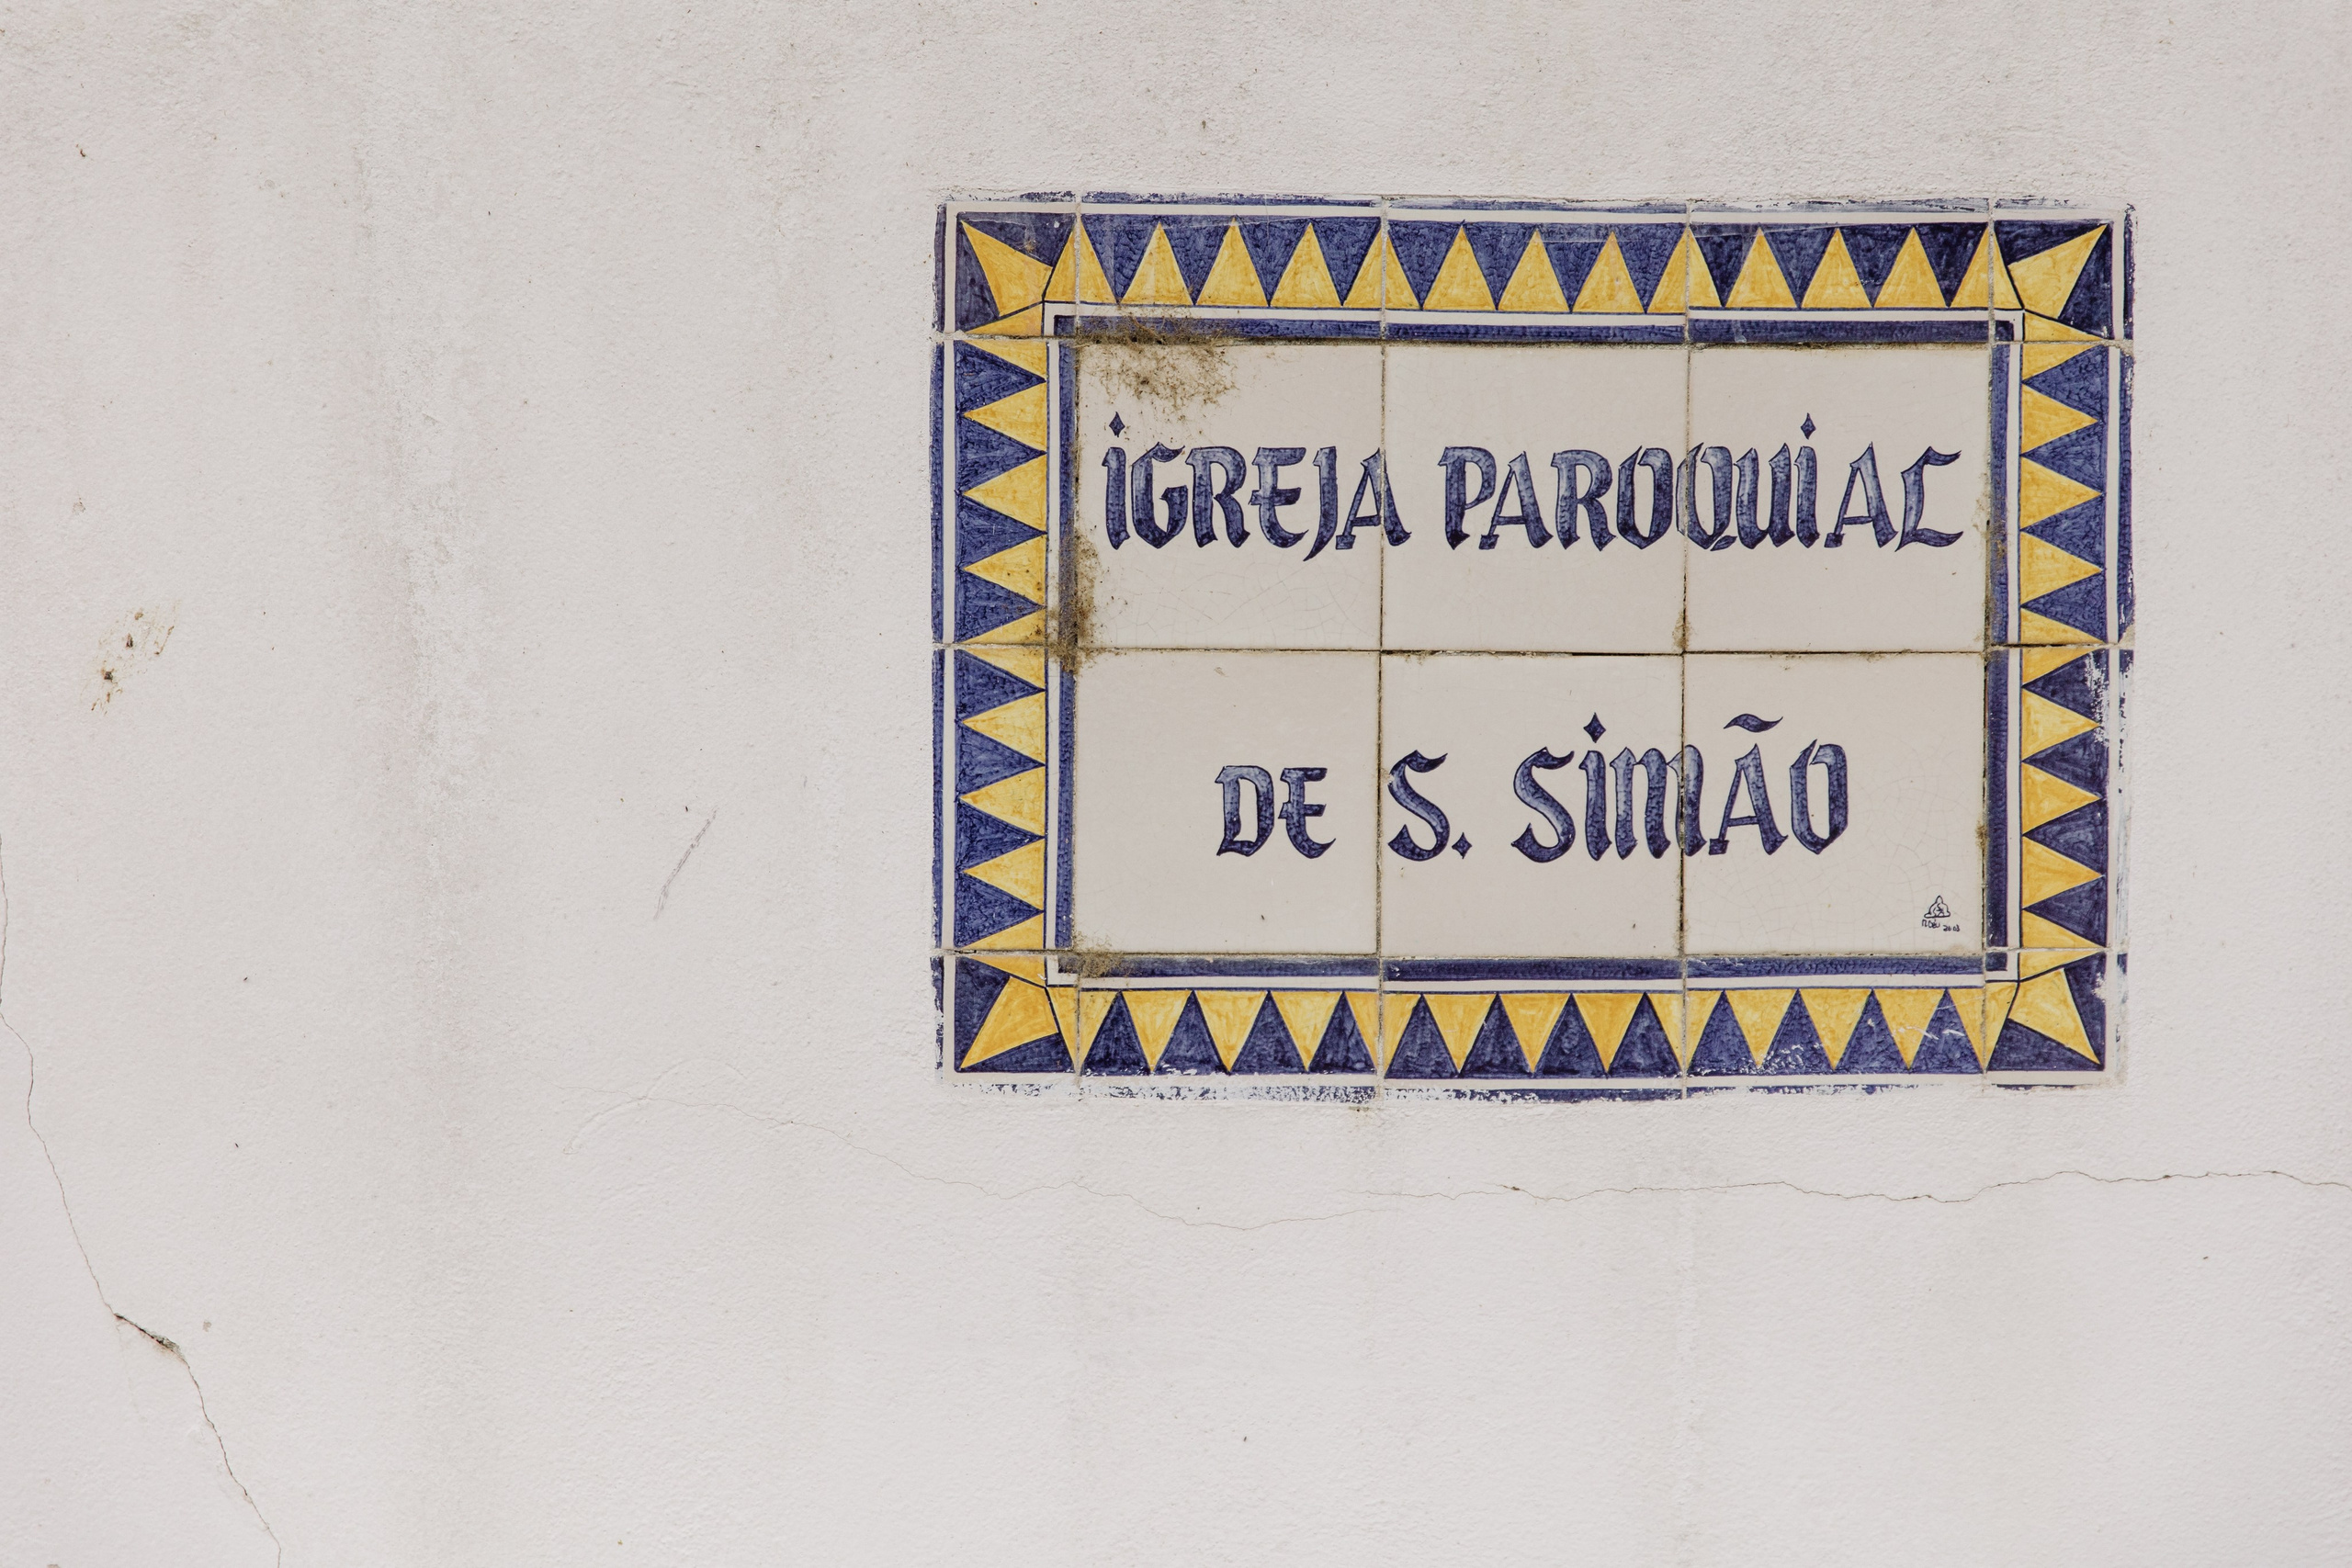 IGREJA PAROQUIAL
DE S. SIMÃO